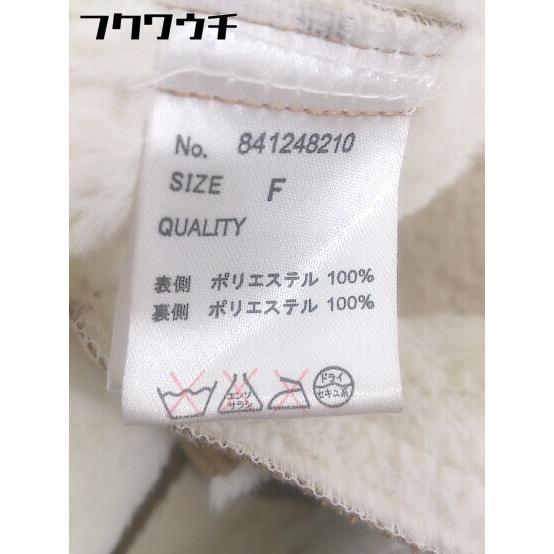 フクワウチ
No. 841248210
SIZE F
QUALITY
表側 ポリエステル 100%
裏側 ポリエステル 100%
エンソ
サラシ
ドライ
セキユ系